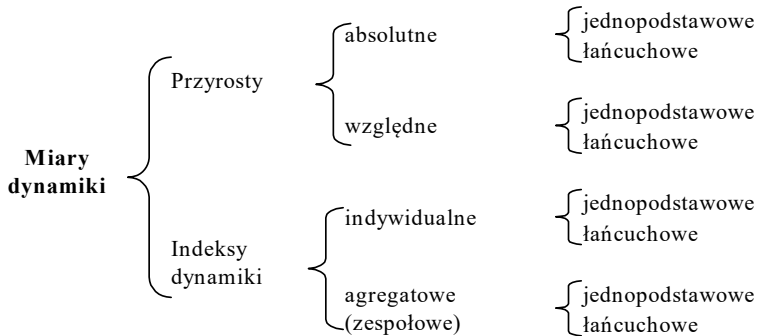 Miary
dynamiki
Przyrosty
absolutne
jednopodstawowe
łańcuchowe
względne
jednopodstawowe
łańcuchowe
Indeksy
dynamiki
indywidualne
jednopodstawowe
łańcuchowe
agregatowe
(zespołowe)
jednopodstawowe
łańcuchowe